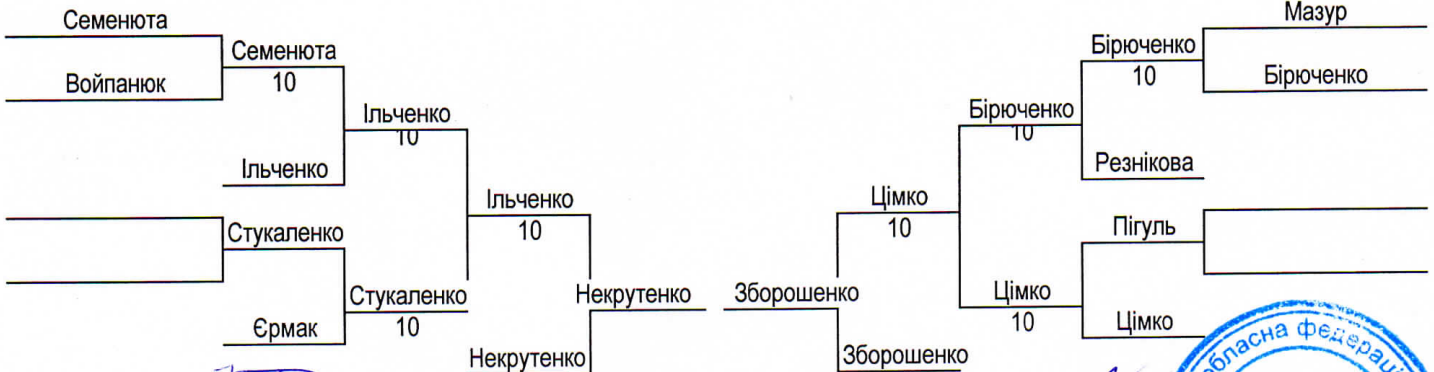 Семенюта
Войпанюк
Семенюта
10
Ільченко
Ільченко
10
Стукаленко
Єрмак
Стукаленко
10
Ільченко
10
Некрутенко
Некрутенко
Зборошенко
Зборошенко
Цімко
10
Бірюченко
10
Цімко
10
Бірюченко
10
Резнікова
Пігуль
Цімко
Мазур
Бірюченко
обласна федерац